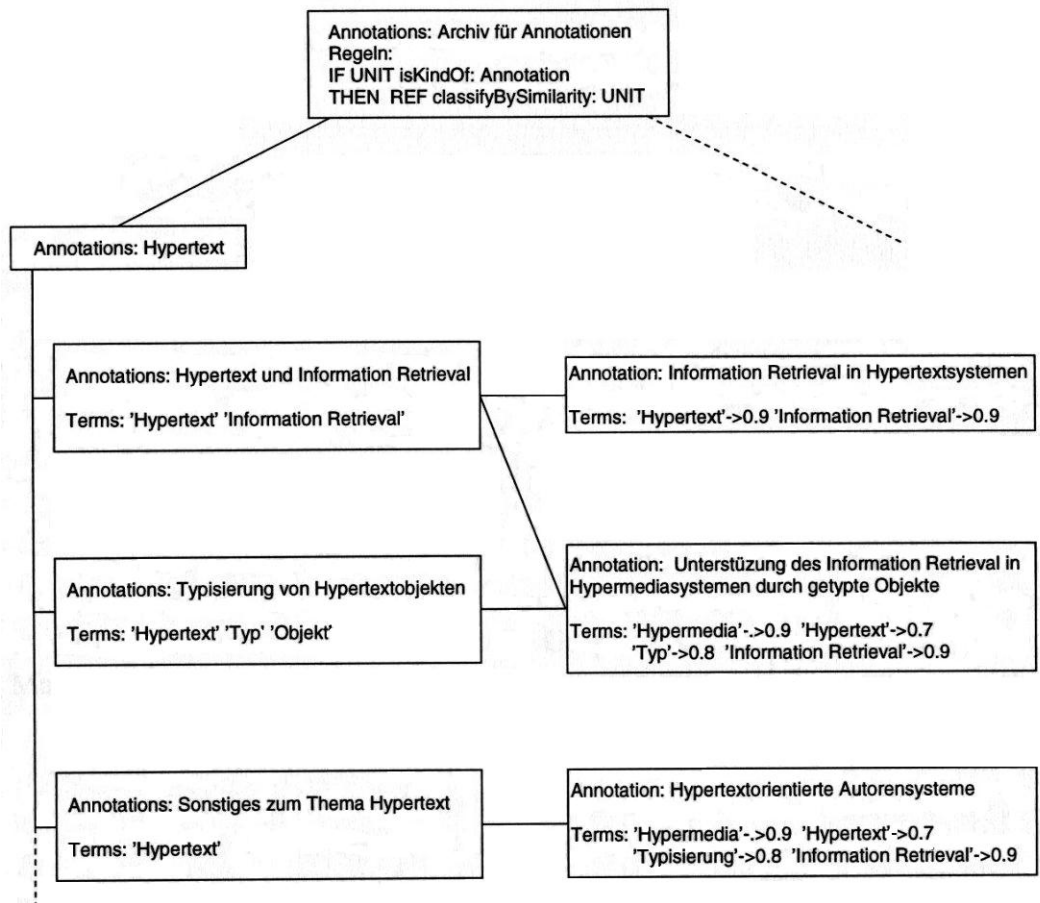 Annotations: Archiv für Annotationen
Regeln:
IF UNIT isKindOf: Annotation
THEN REF classifyBySimilarity: UNIT
Annotations: Hypertext
Annotations: Hypertext und Information Retrieval
Terms: 'Hypertext' 'Information Retrieval'
Annotation: Information Retrieval in Hypertextsystemen
Terms: 'Hypertext'->0.9 'Information Retrieval'->0.9
Annotations: Typisierung von Hypertextobjekten
Terms: 'Hypertext' 'Typ' 'Objekt'
Annotation: Unterstüzung des Information Retrieval in
Hypermediasystemen durch getypte Objekte
Terms: 'Hypermedia'-.>0.9 'Hypertext'->0.7
'Typ'->0.8 'Information Retrieval'->0.9
Annotations: Sonstiges zum Thema Hypertext
Terms: 'Hypertext'
Annotation: Hypertextorientierte Autorensysteme
Terms: 'Hypermedia'-.>0.9 'Hypertext'->0.7
'Typisierung'->0.8 'Information Retrieval'->0.9